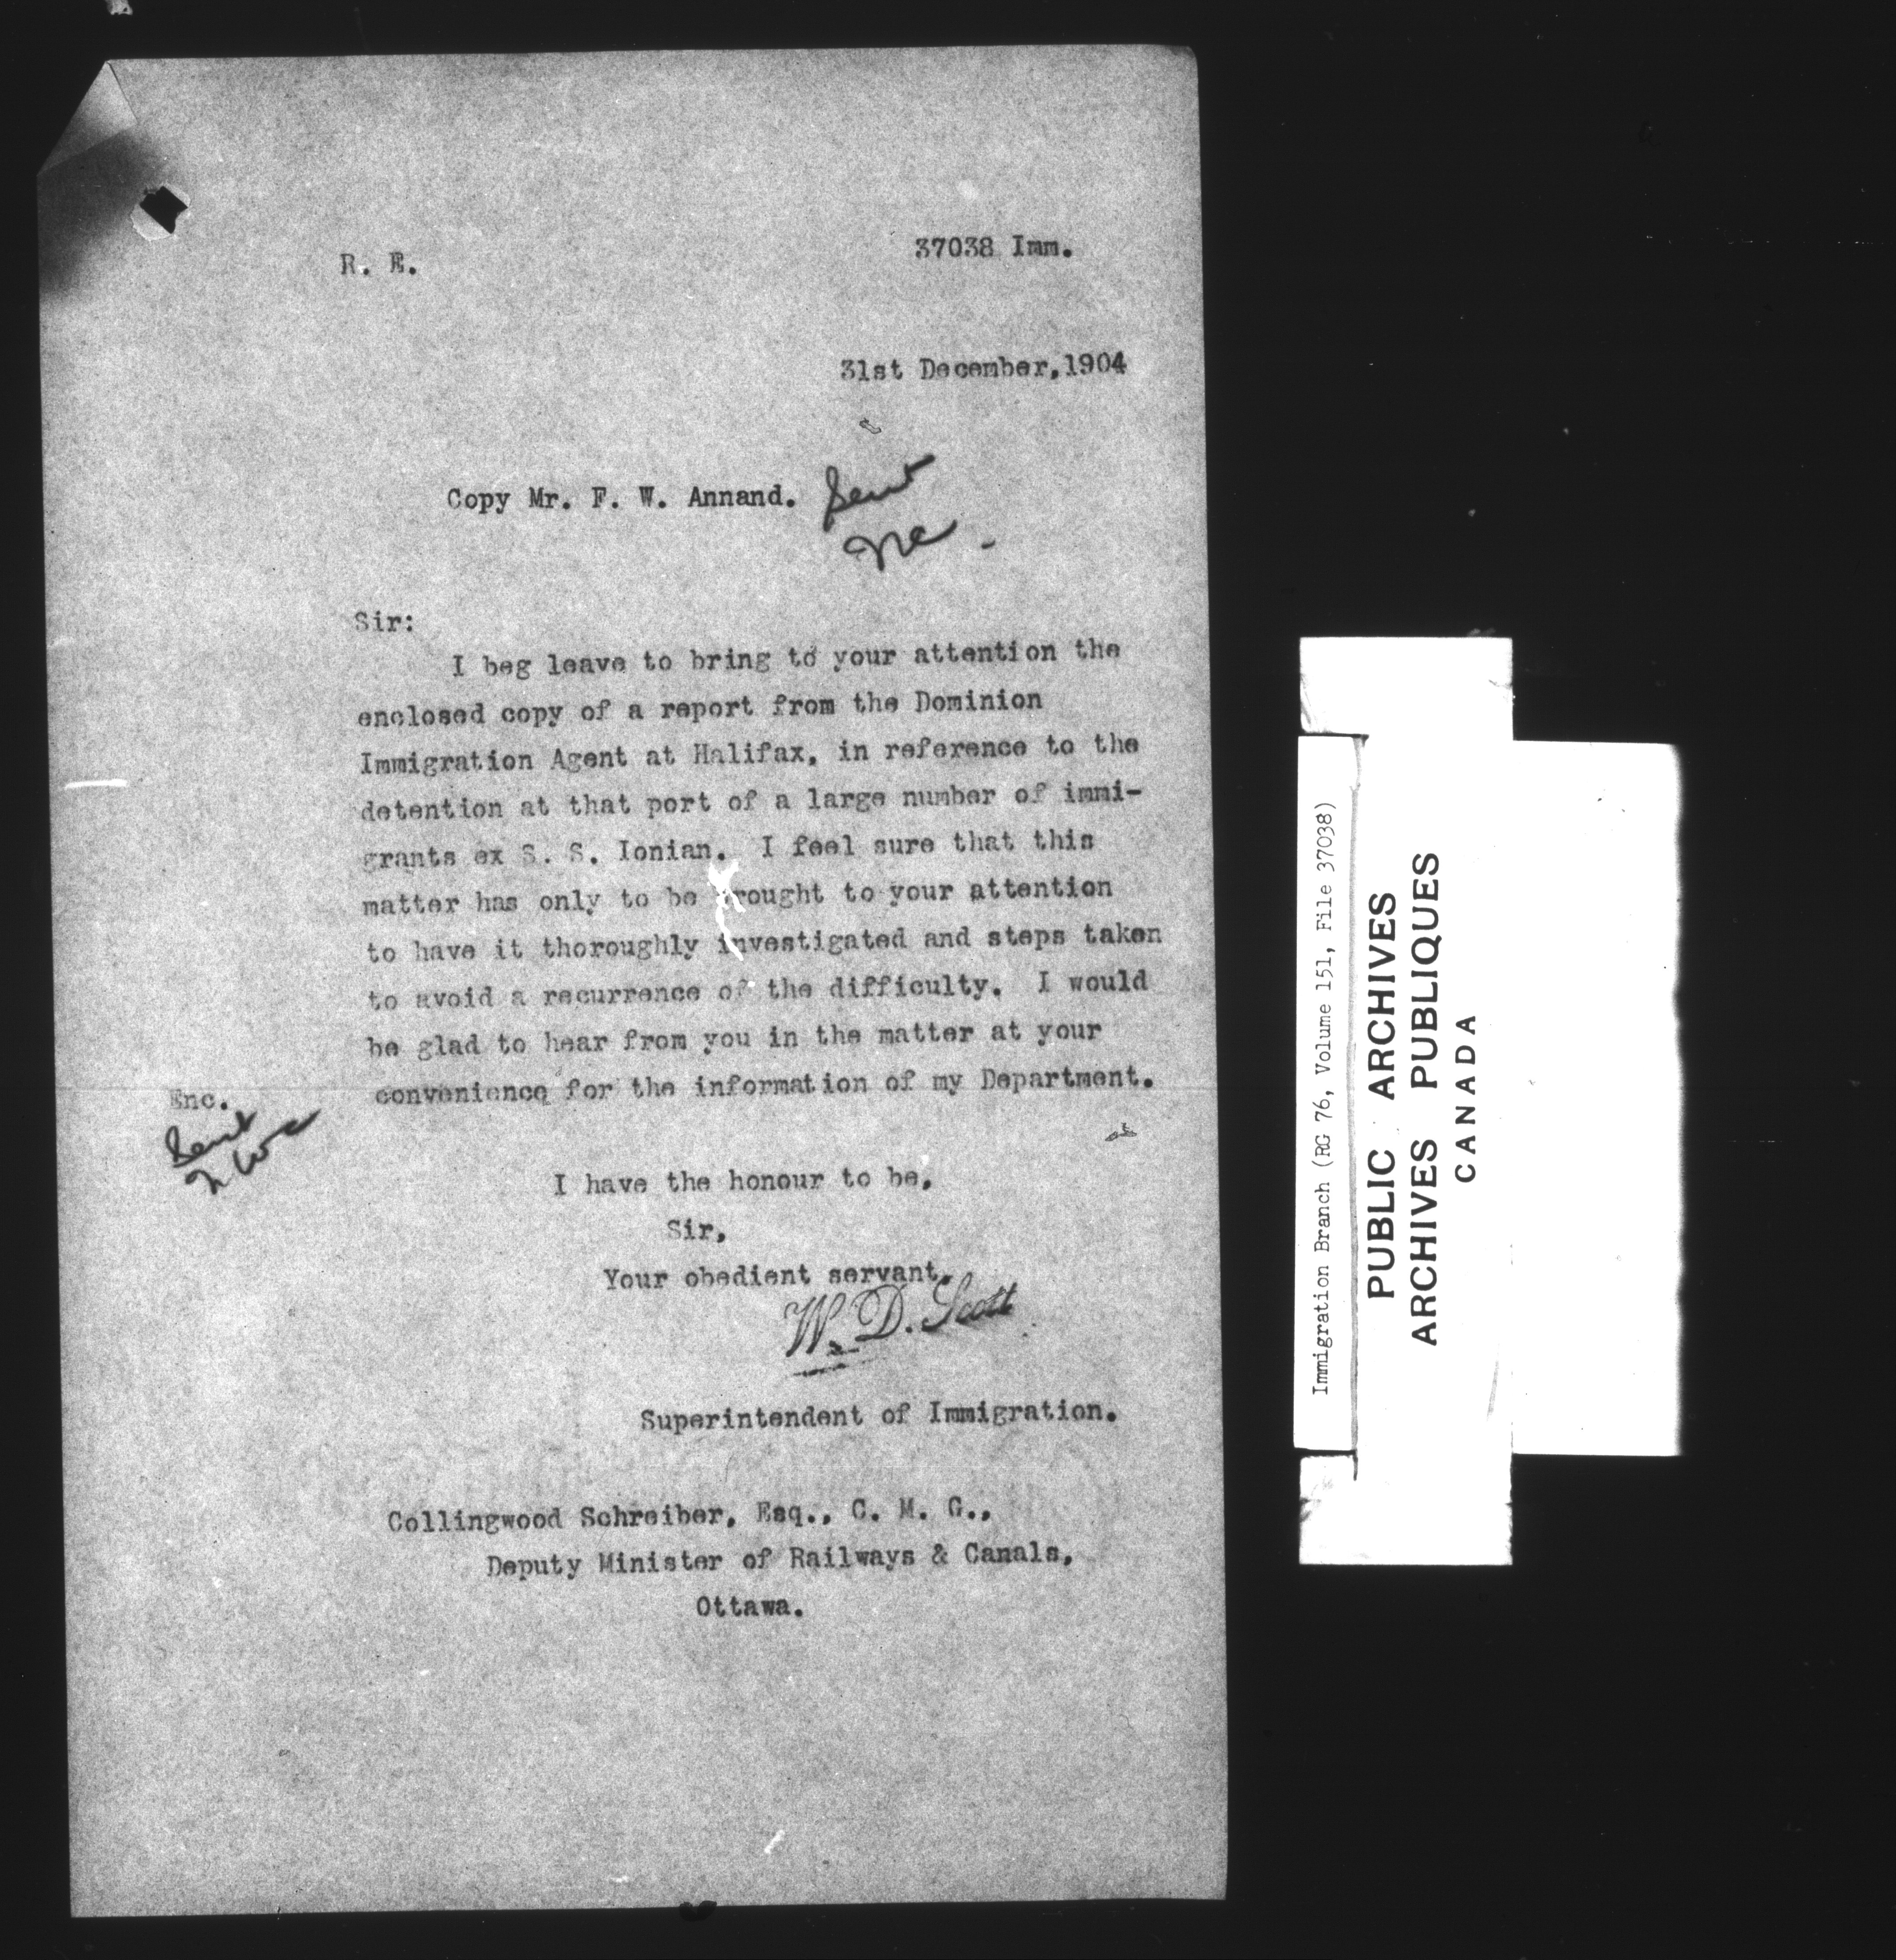 37038 Imm.
R. E.
31st December,1904
Copy Mr. F. W. Annand.
Sent
Sir:
I beg leave to bring to your attention the
enclosed copy of a report from the Dominion
Immigration Agent at Halifax, in reference to the
detention at that port of a large number of immi-
grants ex S. S. Ionian. I feel sure that this
matter has only to be brought to your attention
to have it thoroughly investigated and steps taken
to avoid a recurrence of the difficulty. I would
be glad to hear from you in the matter at your
convenience for the information of my Department.
Enc.
Sent
I have the honour to be,
Sir,
Your obedient servant,
W. D. Scott
Superintendent of Immigration.
Collingwood Schreiber, Esq., C. M. G.,
Deputy Minister of Railways & Canals,
Ottawa.
Immigration Branch (RG 76, Volume 151, File 37038)
PUBLIC ARCHIVES
ARCHIVES PUBLIQUES
CANADA